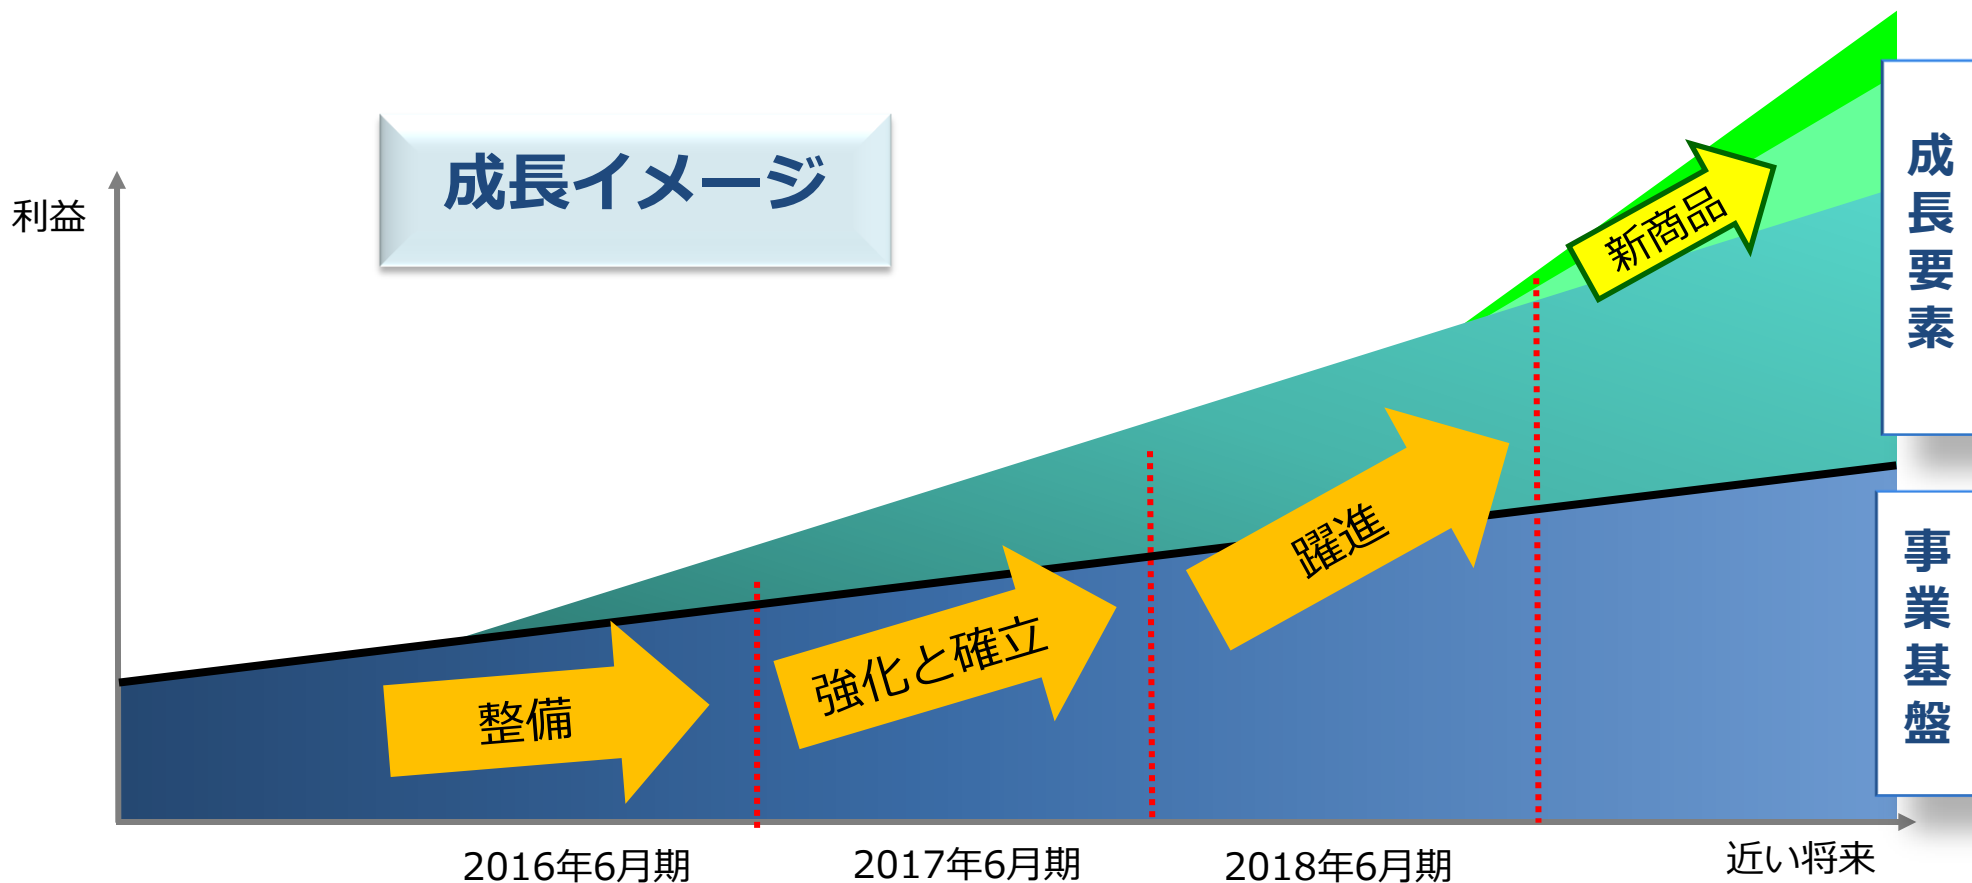 成長イメージ
利益
新商品
成長要素
躍進
強化と確立
整備
事業基盤
2016年6月期
2017年6月期
2018年6月期
近い将来